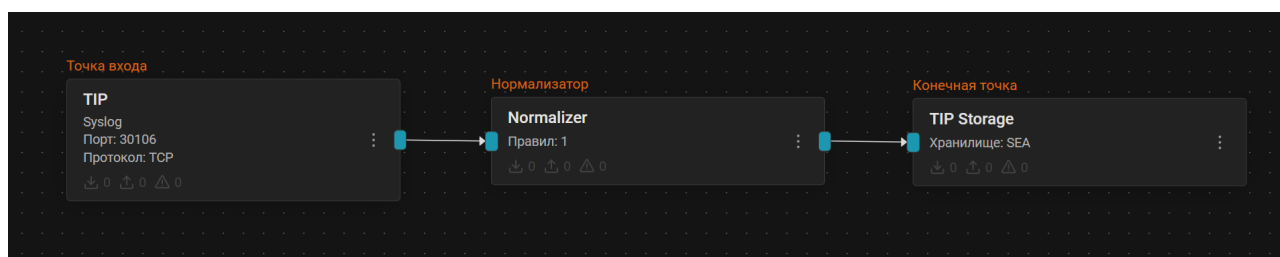 Точка входа
TIP
Syslog
Порт: 30106
Протокол: TCP
0 0 0
Нормализатор
Normalizer
Правил: 1
0 0 0
Конечная точка
TIP Storage
Хранилище: SEA
0 0 0